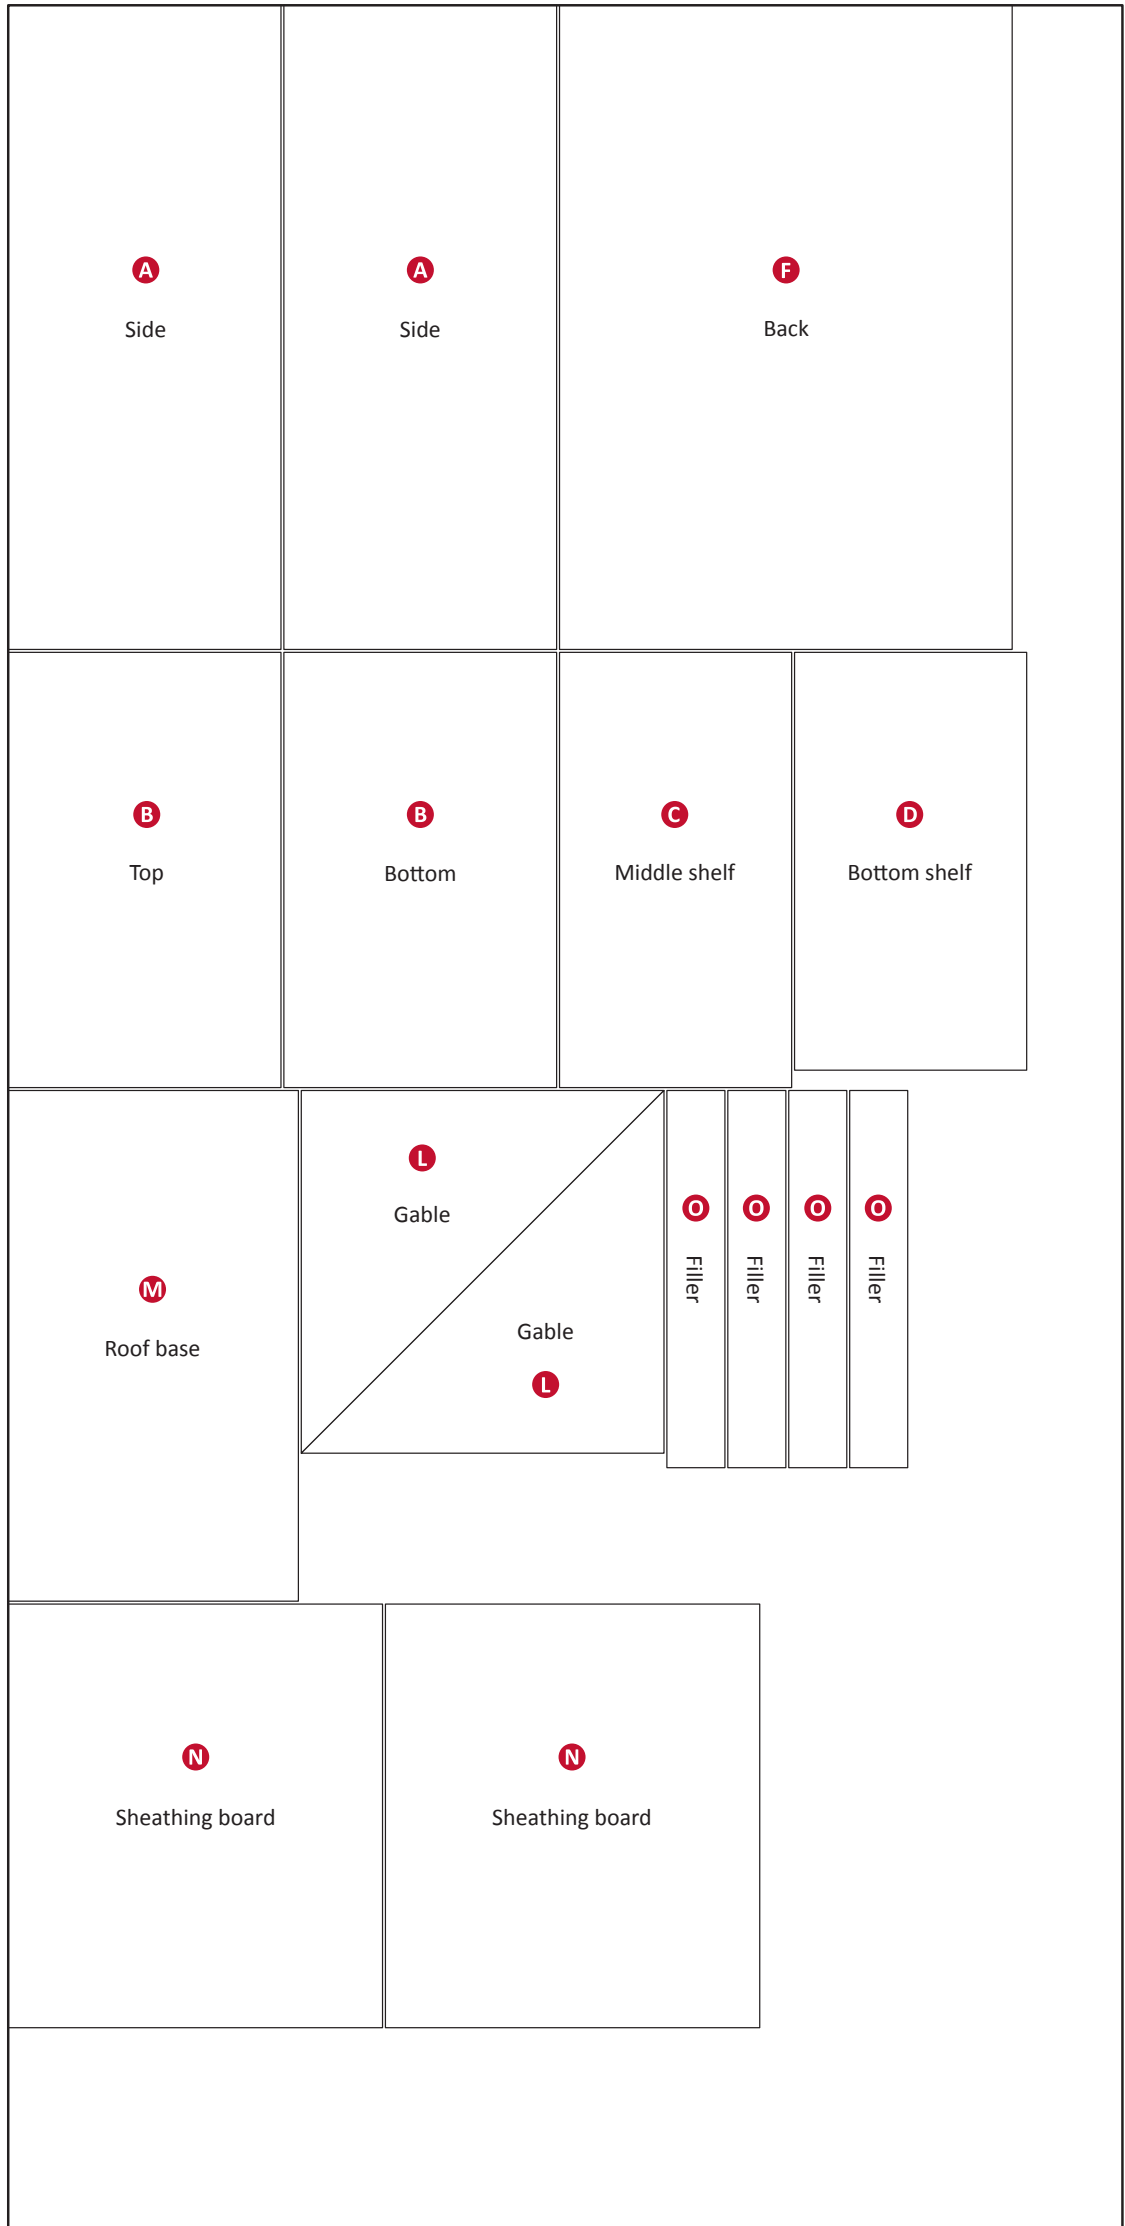 A
Side
A
Side
F
Back
B
Top
B
Bottom
C
Middle shelf
D
Bottom shelf
M
Roof base
L
Gable
Gable
L
O
Filler
O
Filler
O
Filler
O
Filler
N
Sheathing board
N
Sheathing board